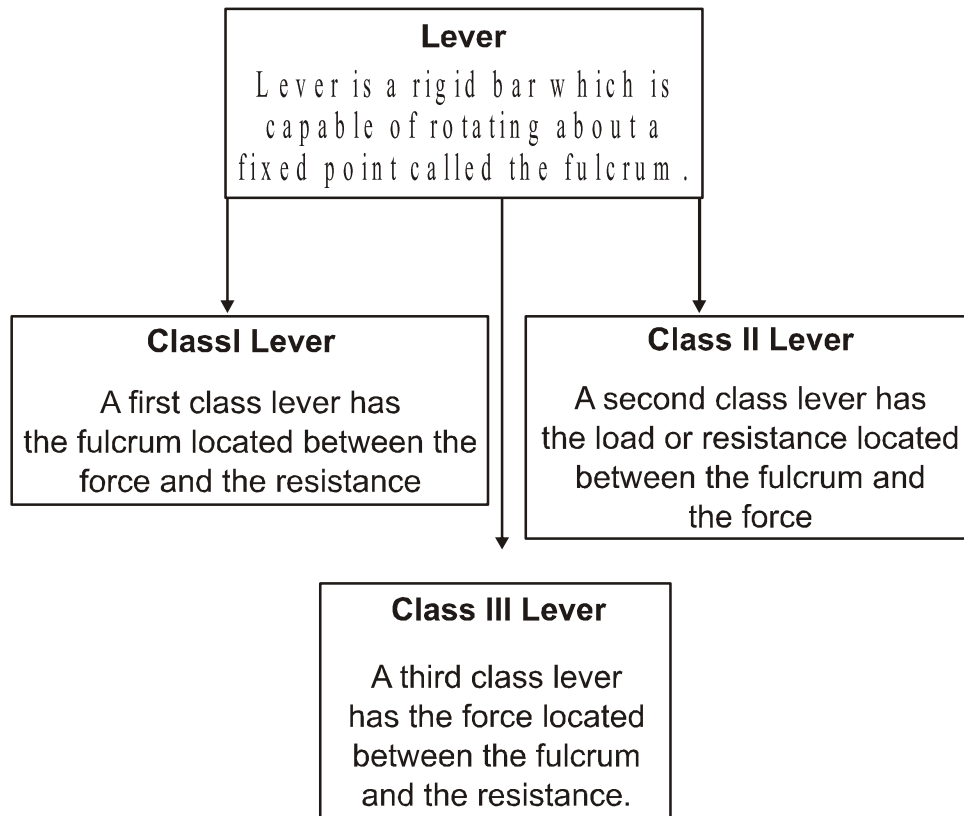 Lever
Lever is a rigid bar which is
capable of rotating about a
fixed point called the fulcrum.
ClassI Lever
A first class lever has
the fulcrum located between the
force and the resistance
Class II Lever
A second class lever has
the load or resistance located
between the fulcrum and
the force
Class III Lever
A third class lever
has the force located
between the fulcrum
and the resistance.